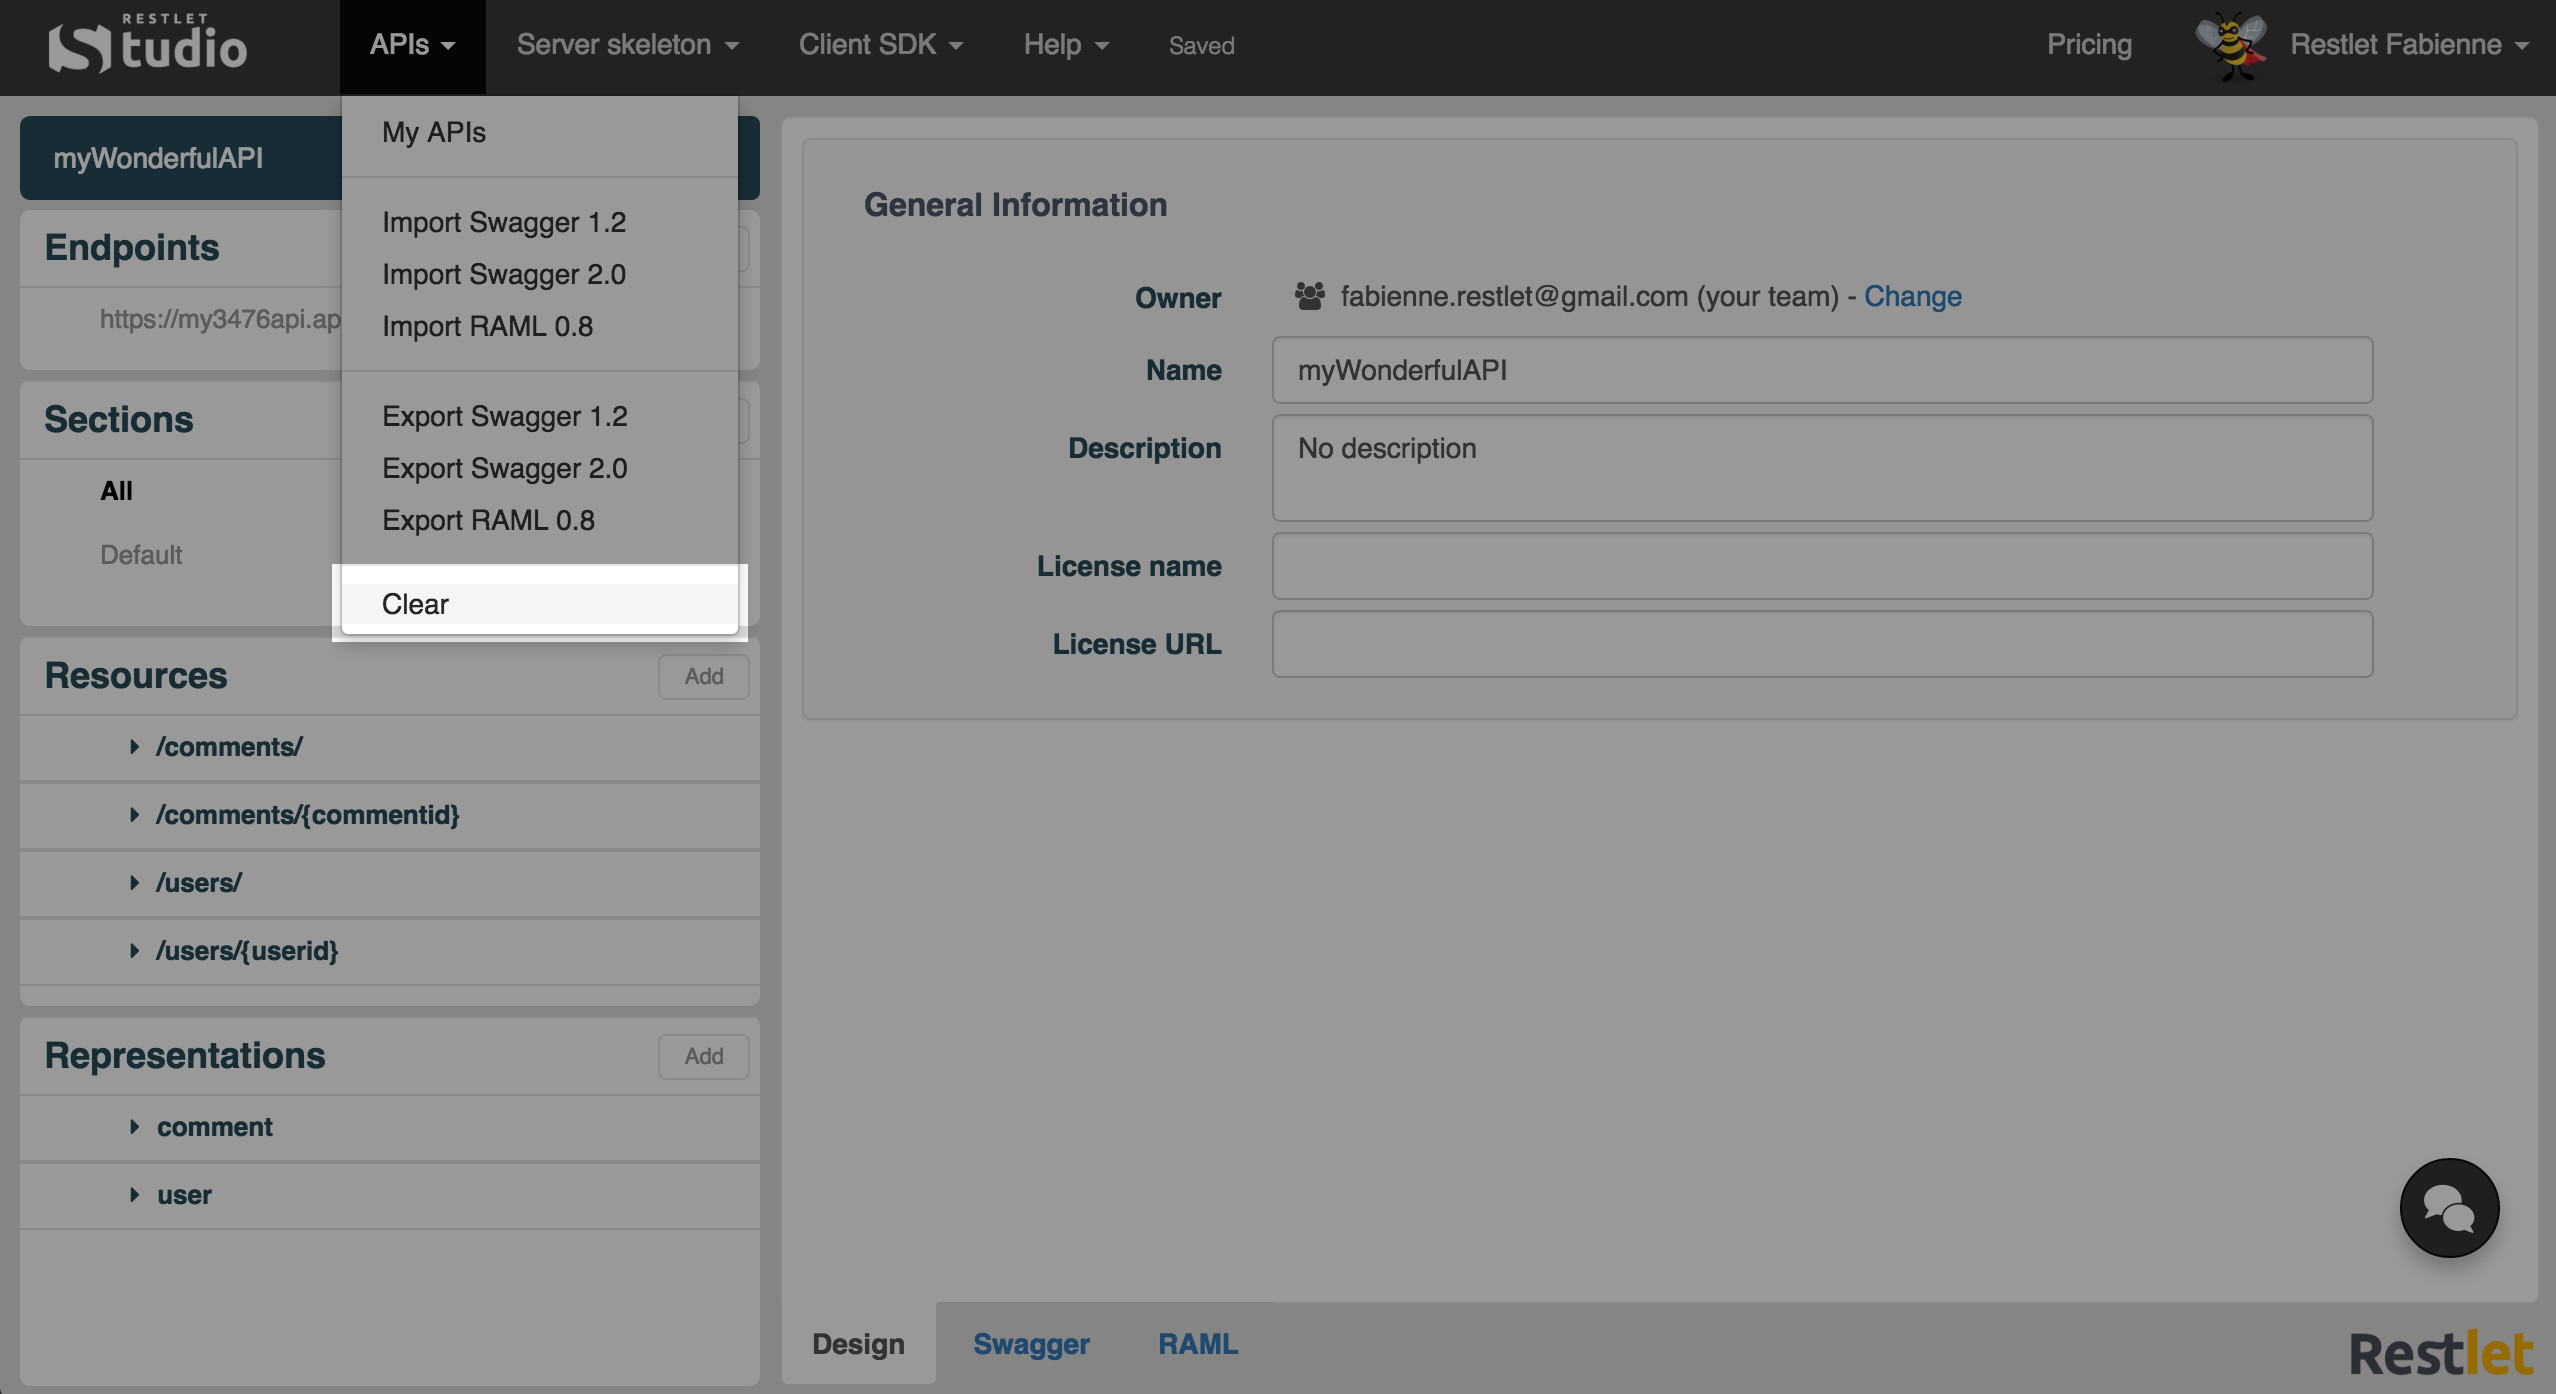 RESTLET
Studio
APIs
Server skeleton
Client SDK
Help
Saved
Pricing
Restlet Fabienne
My APIs
Import Swagger 1.2
Import Swagger 2.0
Import RAML 0.8
Export Swagger 1.2
Export Swagger 2.0
Export RAML 0.8
Clear
myWonderfulAPI
Endpoints
https://my3476api.ap
Sections
All
Default
Resources
Add
/comments/
/comments/{commentid}
/users/
/users/{userid}
Representations
Add
comment
user
General Information
Owner
fabienne.restlet@gmail.com (your team) - Change
Name
myWonderfulAPI
Description
No description
License name
License URL
Design
Swagger
RAML
Restlet